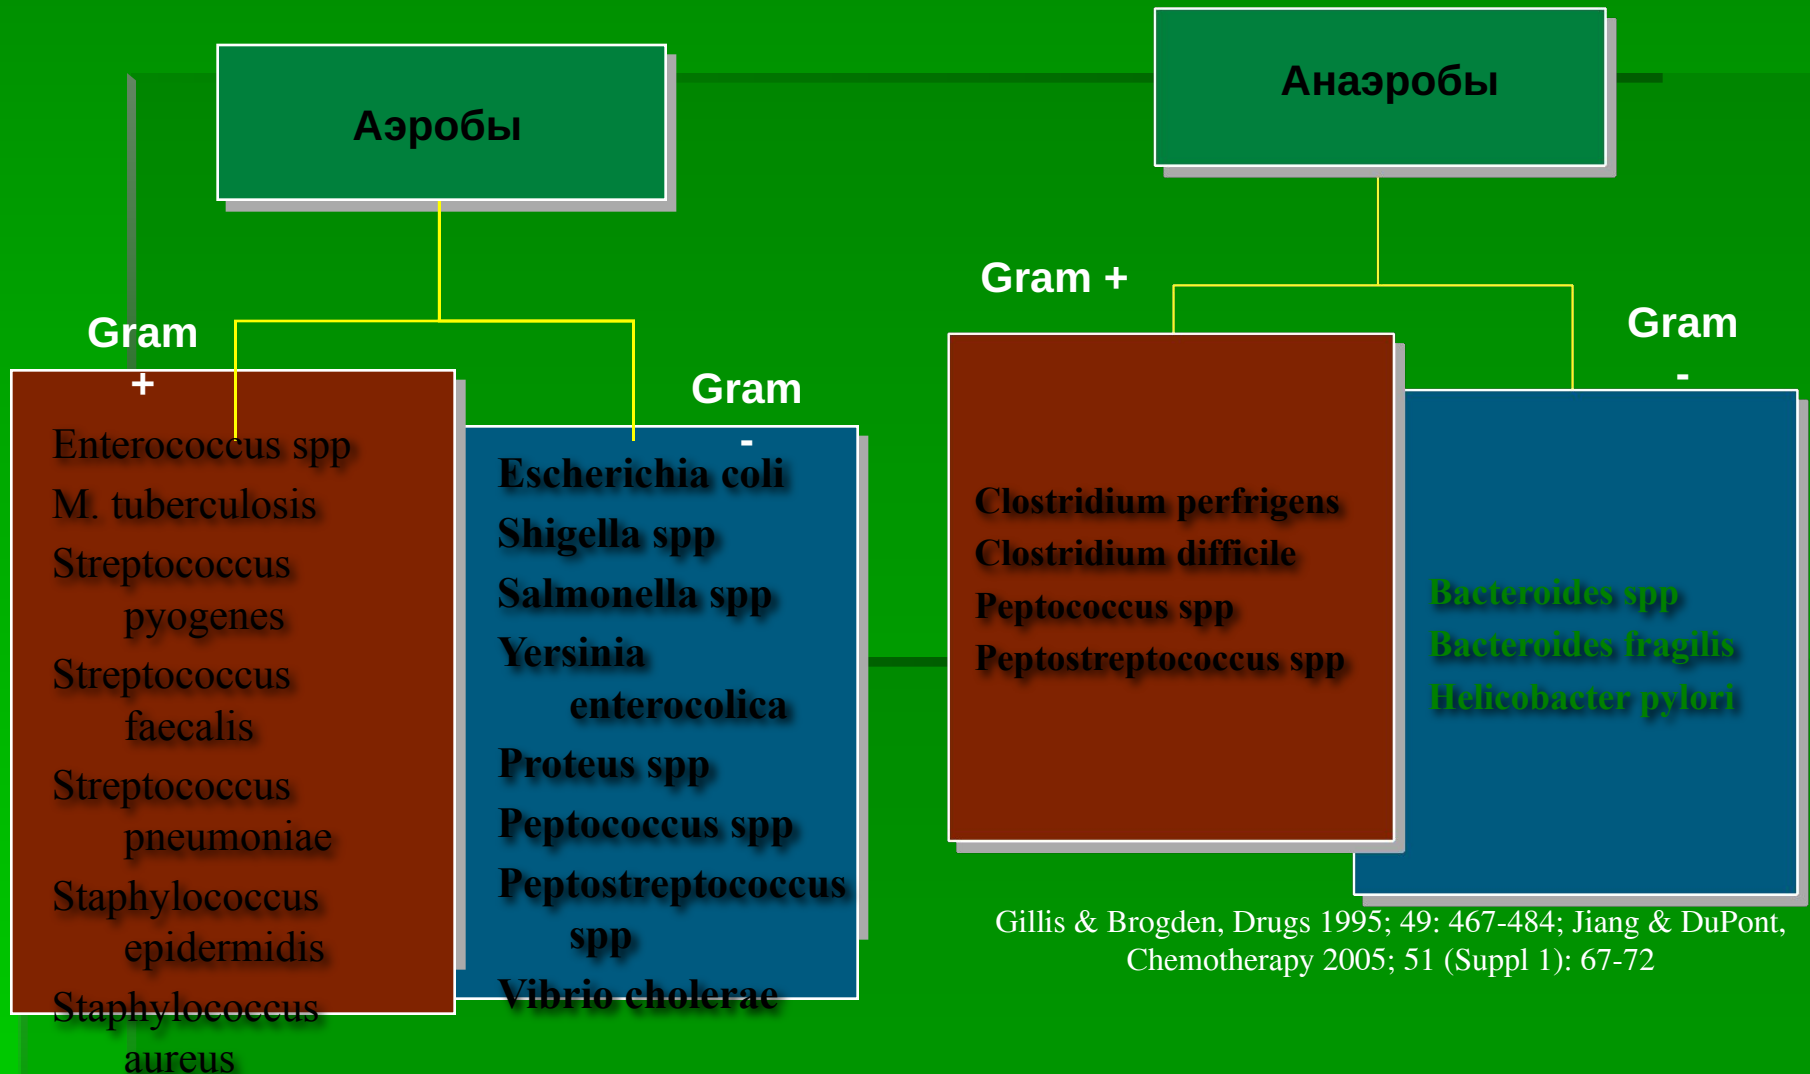 Аэробы
Gram
+
Enterococcus spp
M. tuberculosis
Streptococcus
pyogenes
Streptococcus
faecalis
Streptococcus
pneumoniae
Staphylococcus
epidermidis
Staphylococcus
aureus
Gram
-
Escherichia coli
Shigella spp
Salmonella spp
Yersinia
enterocolica
Proteus spp
Peptococcus spp
Peptostreptococcus
spp
Vibrio cholerae
Анаэробы
Gram +
Clostridium perfrigens
Clostridium difficile
Peptococcus spp
Peptostreptococcus spp
Gram
-
Bacteroides spp
Bacteroides fragilis
Helicobacter pylori
Gillis & Brogden, Drugs 1995; 49: 467-484; Jiang & DuPont,
Chemotherapy 2005; 51 (Suppl 1): 67-72